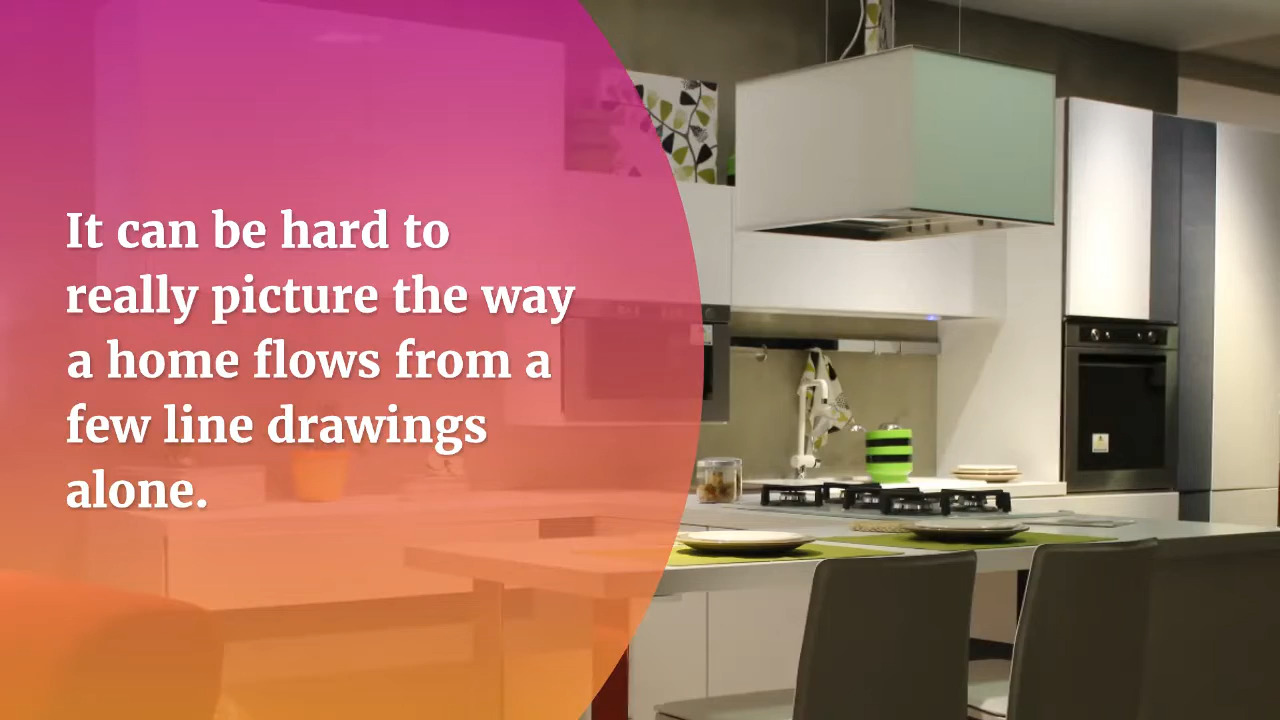 It can be hard to
really picture the way
a home flows from a
few line drawings
alone.